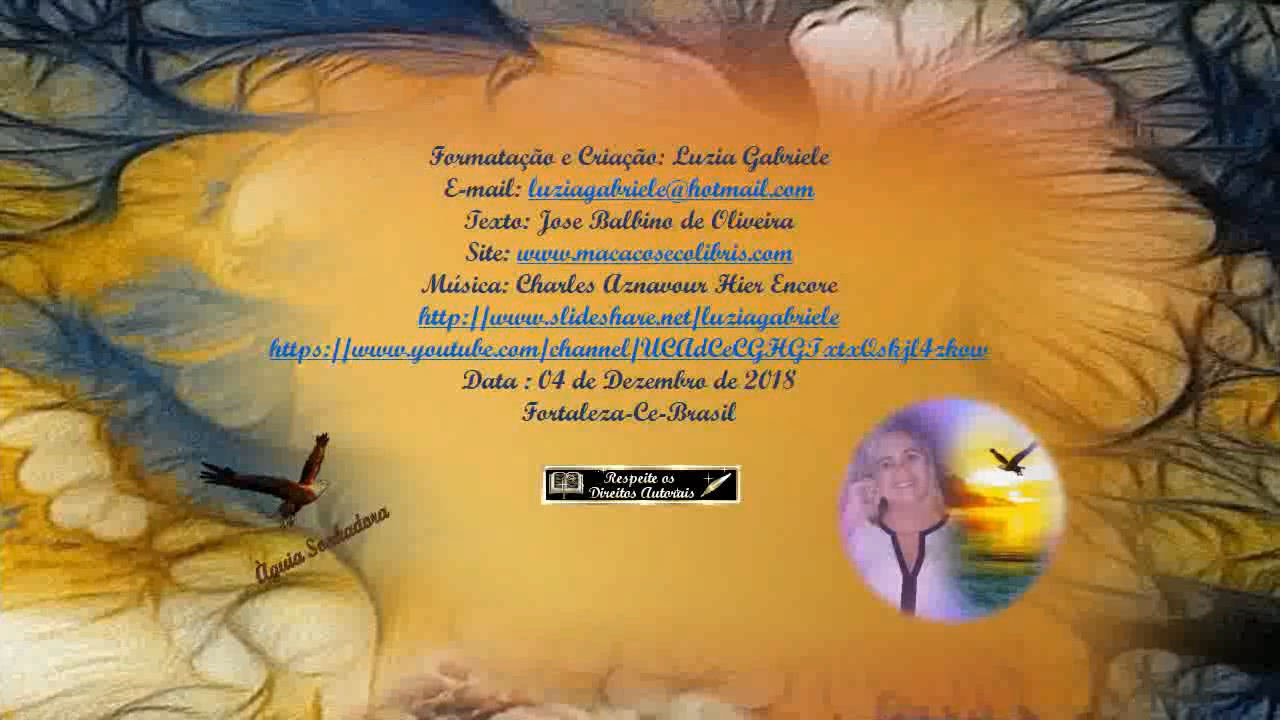 Formatação e Criação: Luzia Gabriele
E-mail: luziagabriele@hotmail.com
Texto: Jose Balbino de Oliveira
Site: www.macacosecolibris.com
Música: Charles Aznavour Hier Encore
http://www.slideshare.net/luziagabriele
https://www.youtube.com/channel/UCAdCeCGHGTxtxQskjl4zkow
Data : 04 de Dezembro de 2018
Fortaleza-Ce-Brasil
Respeite os
Direitos Autorais
Àguia Sonhadora